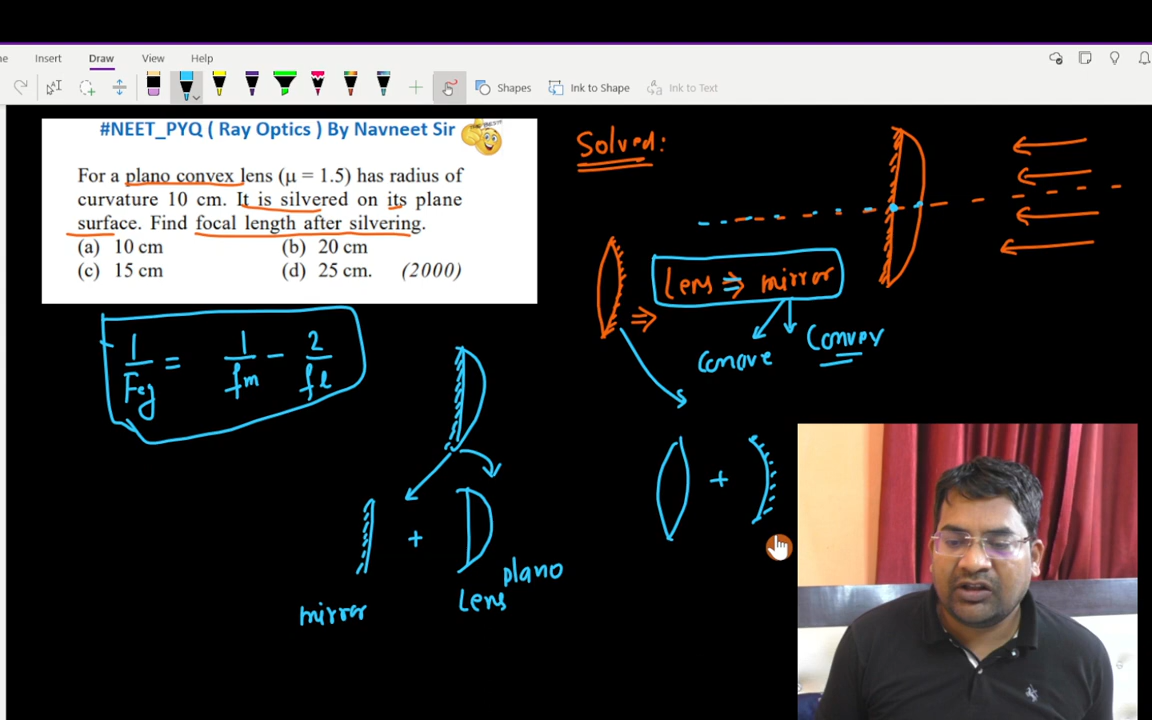 Insert Draw View Help
Shapes Ink to Shape Ink to Text
#NEET_PYQ ( Ray Optics ) By Navneet Sir
For a plano convex lens (μ = 1.5) has radius of
curvature 10 cm. It is silvered on its plane
surface. Find focal length after silvering.
(a) 10 cm (b) 20 cm
(c) 15 cm (d) 25 cm. (2000)
Solved:
lens ⇒ mirror
Conave Convex
1/Feq = 1/fm − 2/fl
+
+
plano
mirror lens